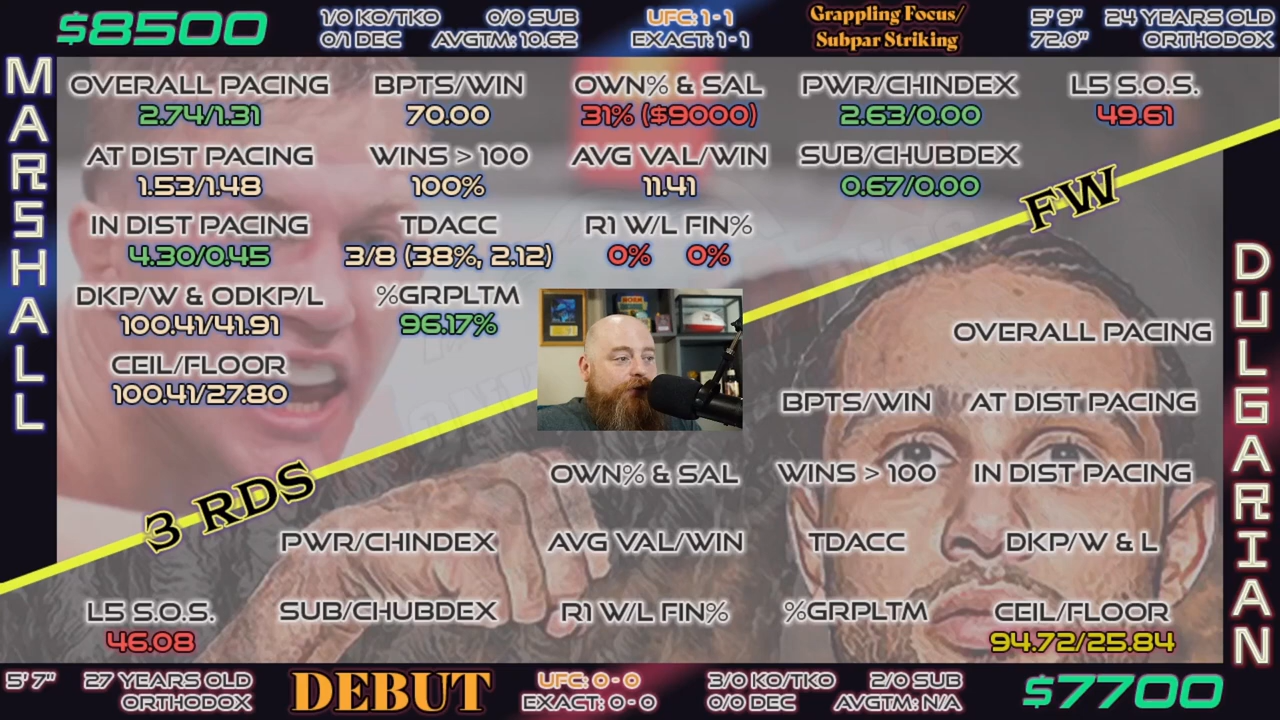 $8500
1/0 KO/TKO 0/0 SUB
0/1 DEC AVGTM: 10.62
UFC: 1 - 1
EXACT: 1 - 1
Grappling Focus/
Subpar Striking
5' 9" 24 YEARS OLD
72.0" ORTHODOX
MARSHALL
OVERALL PACING
2.74/1.31
BPTS/WIN
70.00
OWN% & SAL
31% ($9000)
PWR/CHINDEX
2.63/0.00
L5 S.O.S.
49.61
AT DIST PACING
1.53/1.48
WINS > 100
100%
AVG VAL/WIN
11.41
SUB/CHUBDEX
0.67/0.00
IN DIST PACING
4.30/0.45
TDACC
3/8 (38%, 2.12)
R1 W/L FIN%
0% 0%
DKP/W & ODKP/L
100.41/41.91
%GRPLTM
96.17%
CEIL/FLOOR
100.41/27.80
FW
3 RDS
DULGARIAN
OVERALL PACING
BPTS/WIN AT DIST PACING
OWN% & SAL WINS > 100 IN DIST PACING
PWR/CHINDEX AVG VAL/WIN TDACC DKP/W & L
L5 S.O.S.
46.08
SUB/CHUBDEX R1 W/L FIN% %GRPLTM
CEIL/FLOOR
94.72/25.84
5' 7" 27 YEARS OLD
ORTHODOX
DEBUT
UFC: 0 - 0
EXACT: 0 - 0
3/0 KO/TKO 2/0 SUB
0/0 DEC AVGTM: N/A
$7700